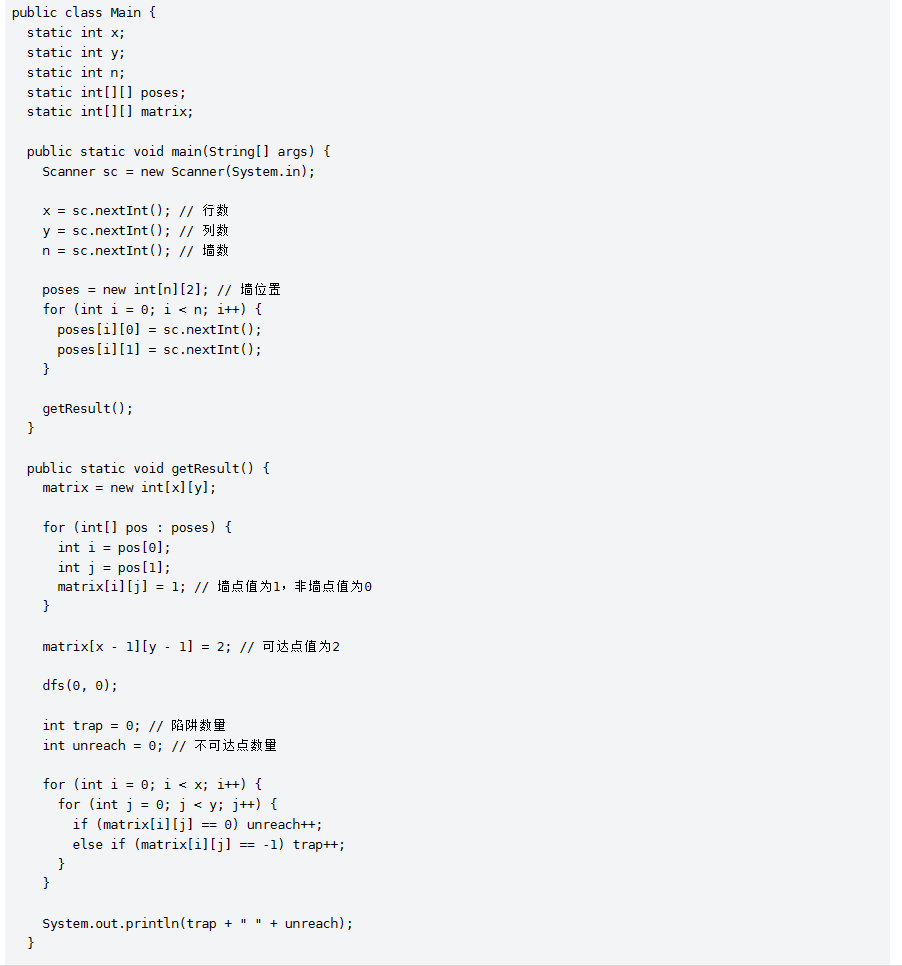 public class Main {
  static int x;
  static int y;
  static int n;
  static int[][] poses;
  static int[][] matrix;

  public static void main(String[] args) {
    Scanner sc = new Scanner(System.in);

    x = sc.nextInt(); // 行数
    y = sc.nextInt(); // 列数
    n = sc.nextInt(); // 墙数

    poses = new int[n][2]; // 墙位置
    for (int i = 0; i < n; i++) {
      poses[i][0] = sc.nextInt();
      poses[i][1] = sc.nextInt();
    }

    getResult();
  }

  public static void getResult() {
    matrix = new int[x][y];

    for (int[] pos : poses) {
      int i = pos[0];
      int j = pos[1];
      matrix[i][j] = 1; // 墙点值为1，非墙点值为0
    }

    matrix[x - 1][y - 1] = 2; // 可达点值为2

    dfs(0, 0);

    int trap = 0; // 陷阱数量
    int unreach = 0; // 不可达点数量

    for (int i = 0; i < x; i++) {
      for (int j = 0; j < y; j++) {
        if (matrix[i][j] == 0) unreach++;
        else if (matrix[i][j] == -1) trap++;
      }
    }

    System.out.println(trap + " " + unreach);
  }